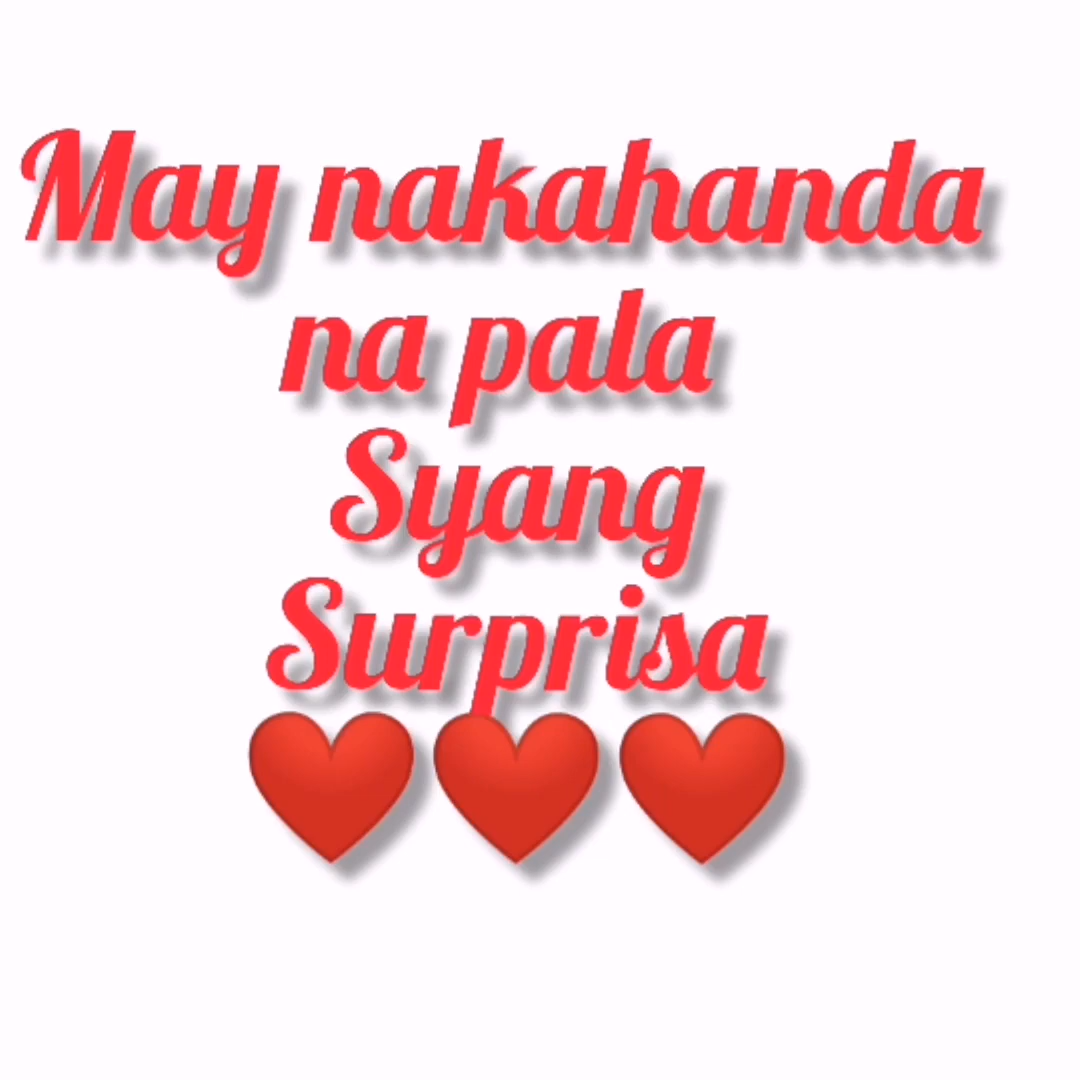 May nakahanda
na pala
Syang
Surprisa
❤️❤️❤️